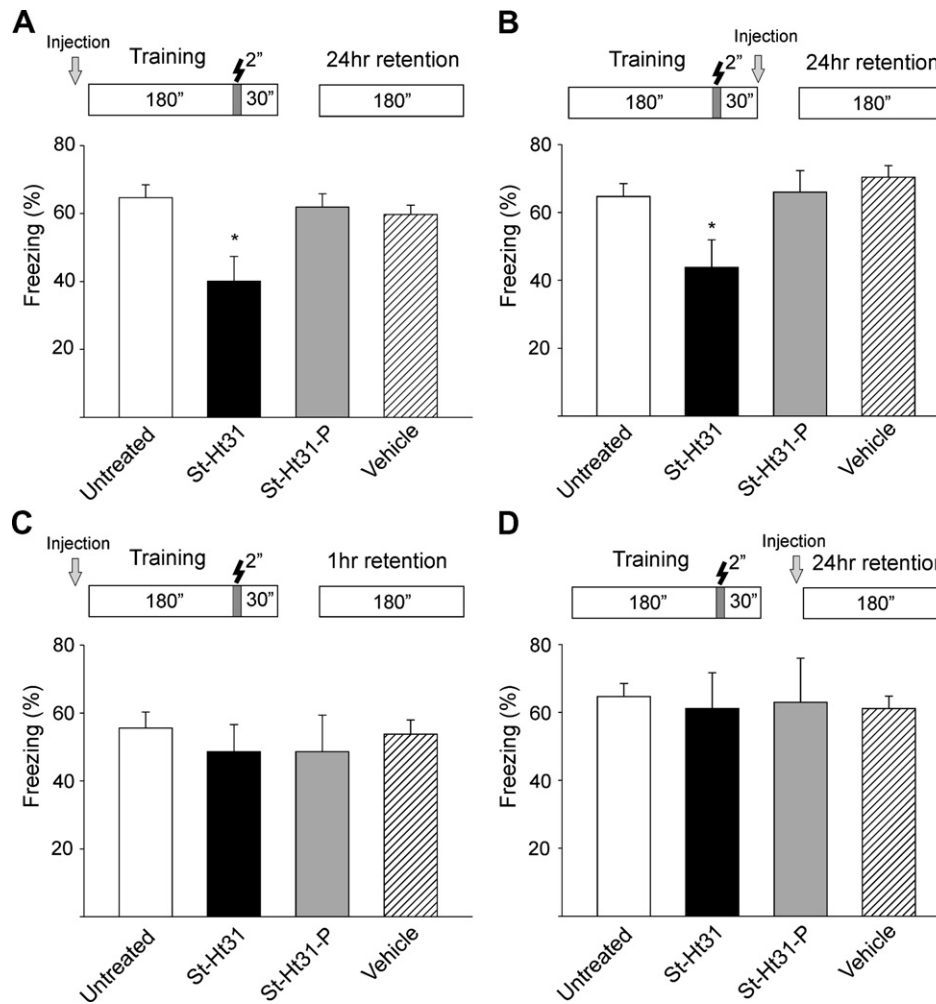 A
Injection
Training
2”
24hr retention
180”
30”
180”
Freezing (%)
80
60
40
20
*
Untreated
St-Ht31
St-Ht31-P
Vehicle
B
Injection
Training
2”
24hr retention
180”
30”
180”
Freezing (%)
80
60
40
20
*
Untreated
St-Ht31
St-Ht31-P
Vehicle
C
Injection
Training
2”
1hr retention
180”
30”
180”
Freezing (%)
80
60
40
20
Untreated
St-Ht31
St-Ht31-P
Vehicle
D
Injection
Training
2”
24hr retention
180”
30”
180”
Freezing (%)
80
60
40
20
Untreated
St-Ht31
St-Ht31-P
Vehicle